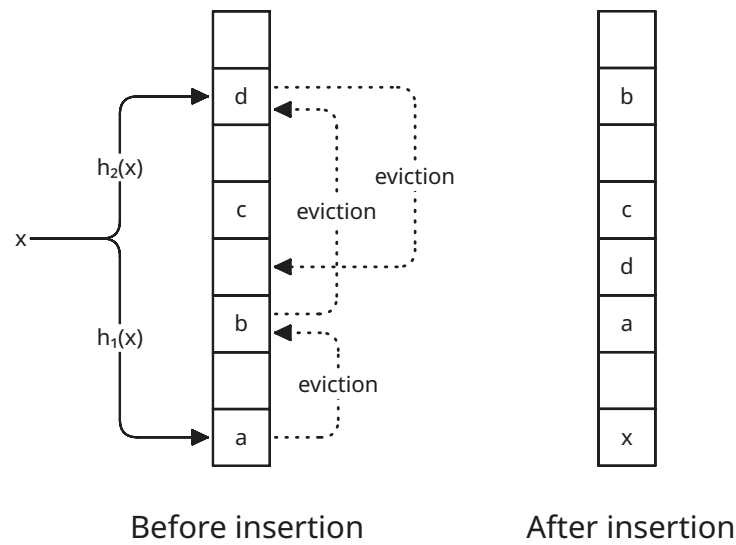 d
b
h₂(x)
eviction
c
eviction
c
x
d
b
a
h₁(x)
eviction
a
x
Before insertion
After insertion